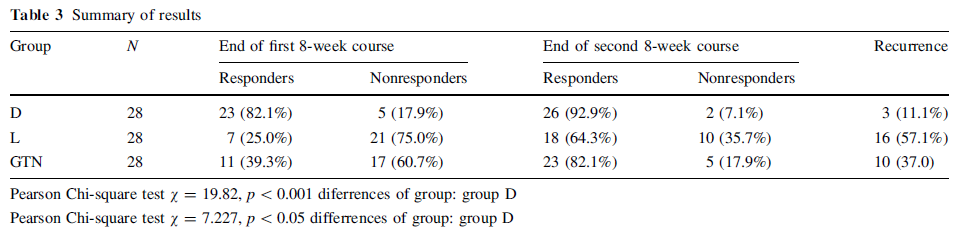 Table 3 Summary of results
Group N End of first 8-week course End of second 8-week course Recurrence
Responders Nonresponders Responders Nonresponders
D 28 23 (82.1%) 5 (17.9%) 26 (92.9%) 2 (7.1%) 3 (11.1%)
L 28 7 (25.0%) 21 (75.0%) 18 (64.3%) 10 (35.7%) 16 (57.1%)
GTN 28 11 (39.3%) 17 (60.7%) 23 (82.1%) 5 (17.9%) 10 (37.0)
Pearson Chi-square test χ = 19.82, p < 0.001 diferrences of group: group D
Pearson Chi-square test χ = 7.227, p < 0.05 differrences of group: group D